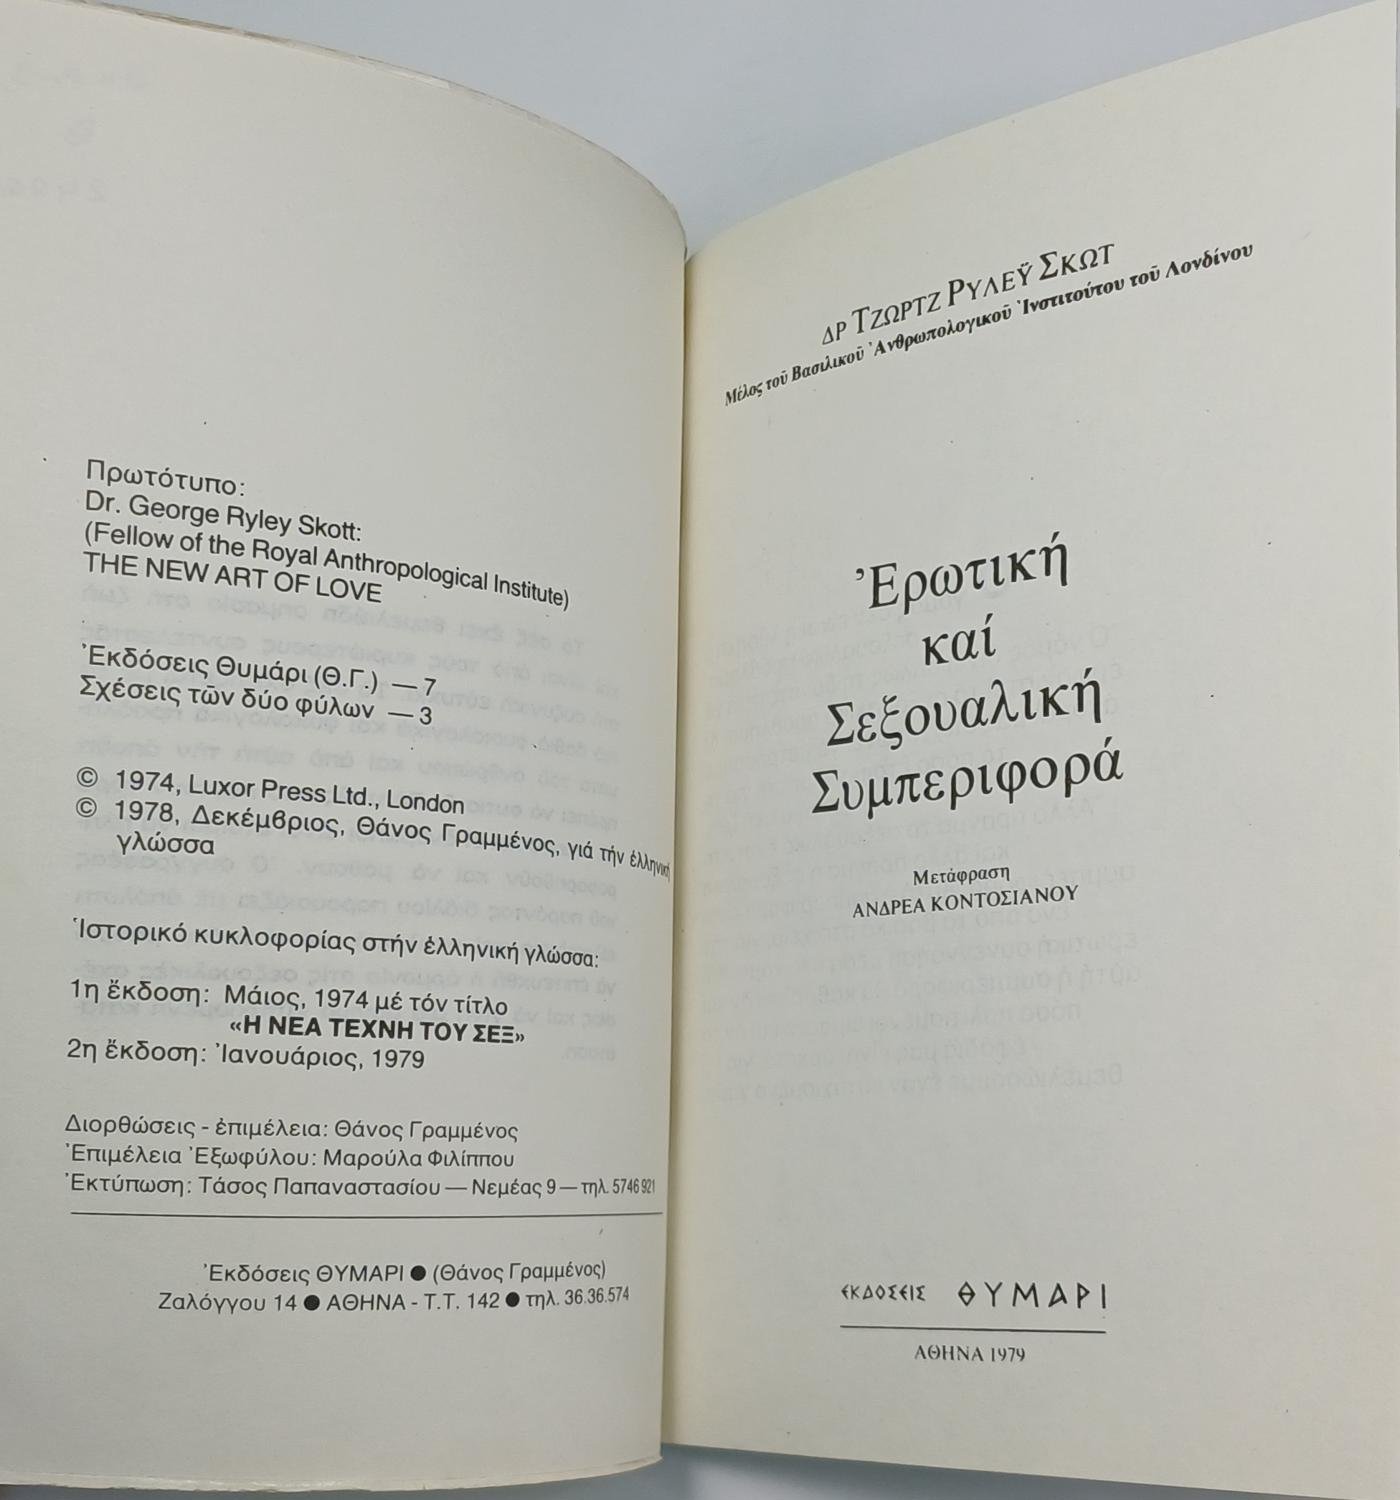 Πρωτότυπο:
Dr. George Ryley Skott:
(Fellow of the Royal Anthropological Institute)
THE NEW ART OF LOVE
Ἐκδόσεις Θυμάρι (Θ.Γ.) — 7
Σχέσεις τῶν δύο φύλων — 3
© 1974, Luxor Press Ltd., London
© 1978, Δεκέμβριος, Θάνος Γραμμένος, γιά τήν ἑλληνική
γλώσσα
Ἱστορικό κυκλοφορίας στήν ἑλληνική γλώσσα:
1η ἔκδοση: Μάιος, 1974 μέ τόν τίτλο
«Η ΝΕΑ ΤΕΧΝΗ ΤΟΥ ΣΕΞ»
2η ἔκδοση: Ἰανουάριος, 1979
Διορθώσεις - ἐπιμέλεια: Θάνος Γραμμένος
Ἐπιμέλεια Ἐξωφύλου: Μαρούλα Φιλίππου
Ἐκτύπωση: Τάσος Παπαναστασίου — Νεμέας 9 — τηλ. 5746921
Ἐκδόσεις ΘΥΜΑΡΙ ● (Θάνος Γραμμένος)
Ζαλόγγου 14 ● ΑΘΗΝΑ - Τ.Τ. 142 ● τηλ. 36.36.574
ΔΡ ΤΖΩΡΤΖ ΡΥΛΕΫ ΣΚΩΤ
Μέλος τοῦ Βασιλικοῦ Ἀνθρωπολογικοῦ Ἰνστιτούτου τοῦ Λονδίνου
Ἐρωτική
καί
Σεξουαλική
Συμπεριφορά
Μετάφραση
ΑΝΔΡΕΑ ΚΟΝΤΟΣΙΑΝΟΥ
ΕΚΔΟΣΕΙΣ ΘΥΜΑΡΙ
ΑΘΗΝΑ 1979